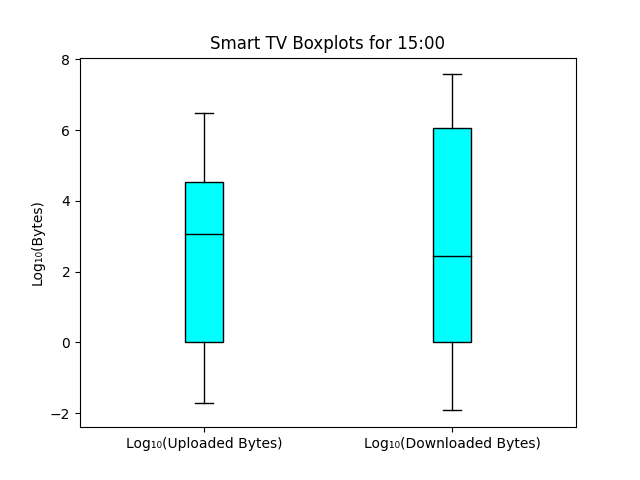 Smart TV Boxplots for 15:00
Log₁₀(Bytes)
8
6
4
2
0
−2
Log₁₀(Uploaded Bytes)
Log₁₀(Downloaded Bytes)